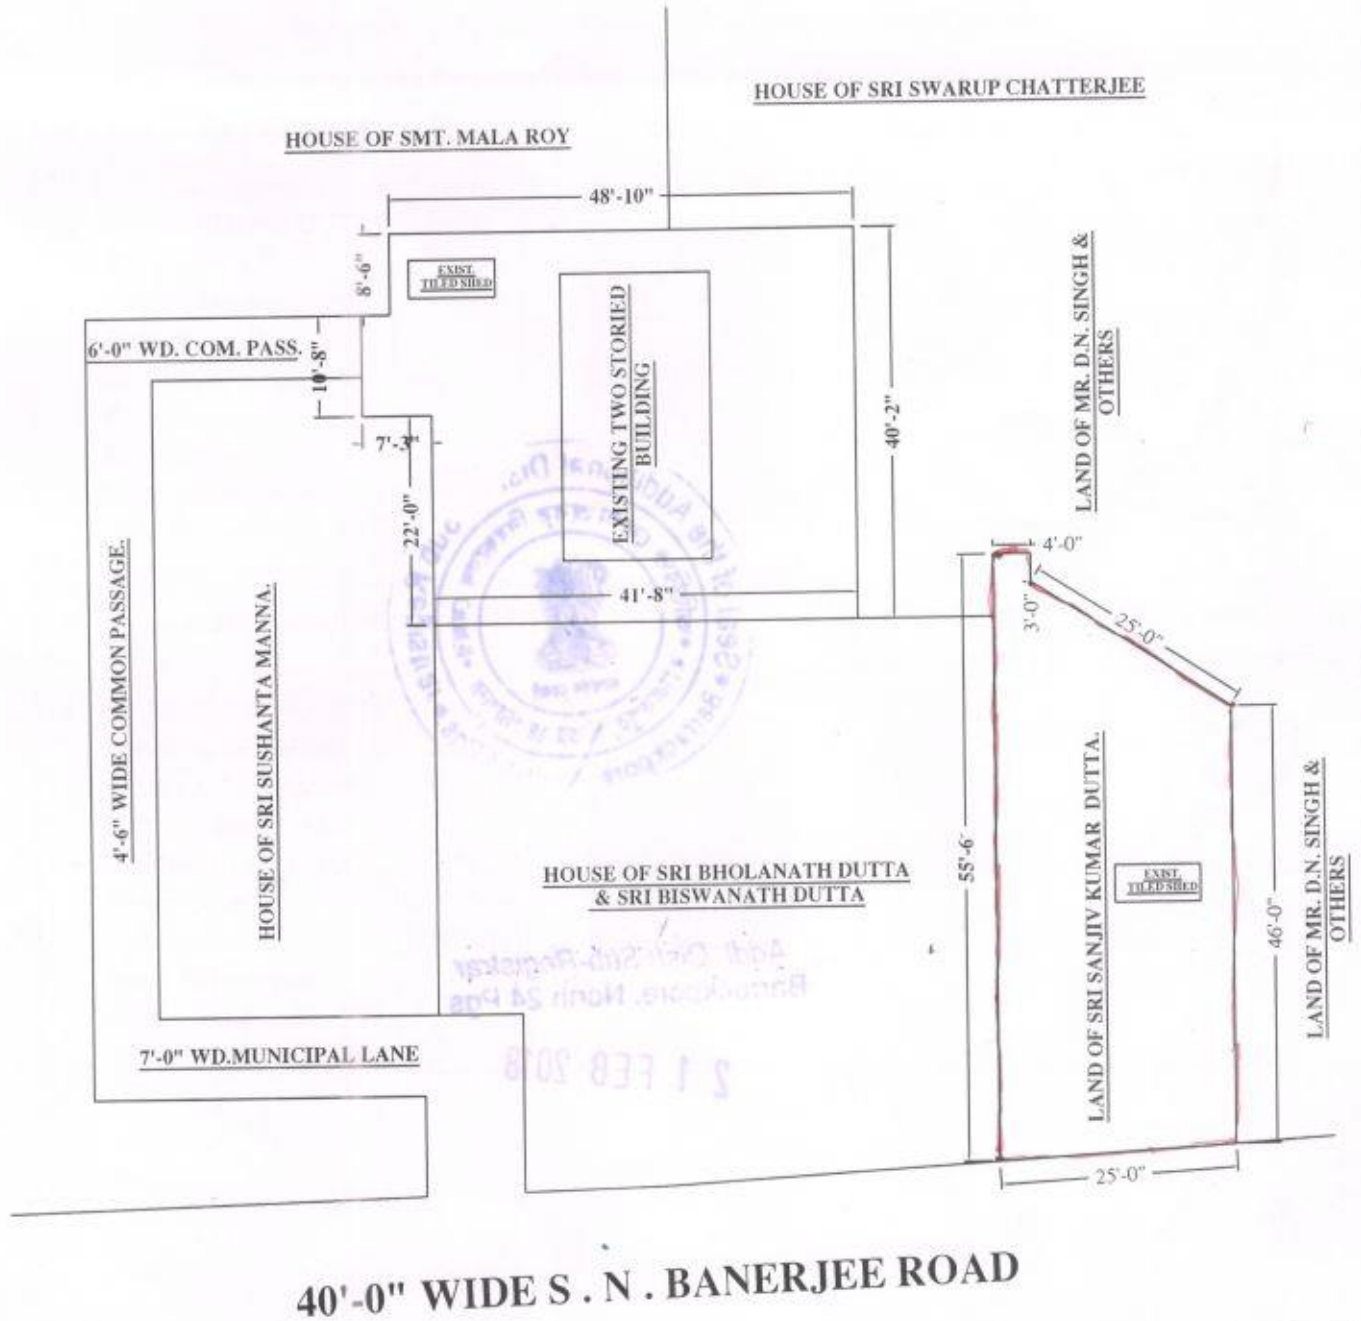 HOUSE OF SRI SWARUP CHATTERJEE
HOUSE OF SMT. MALA ROY
48'-10"
8'-6"
EXIST.
TILED SHED
EXISTING TWO STORIED
BUILDING
LAND OF MR. D.N. SINGH &
OTHERS
6'-0" WD. COM. PASS.
10'-8"
7'-3"
22'-0"
40'-2"
41'-8"
4'-0"
3'-0"
25'-0"
4'-6" WIDE COMMON PASSAGE.
HOUSE OF SRI SUSHANTA MANNA.
HOUSE OF SRI BHOLANATH DUTTA
& SRI BISWANATH DUTTA
55'-6'
LAND OF SRI SANJIV KUMAR DUTTA.
EXIST.
TILED SHED
46'-0"
LAND OF MR. D.N. SINGH &
OTHERS
Addl. Dist. Sub-Registrar
Barrackpore, North 24 Pgs
21 FEB 2018
7'-0" WD.MUNICIPAL LANE
25'-0"
40'-0" WIDE S . N . BANERJEE ROAD